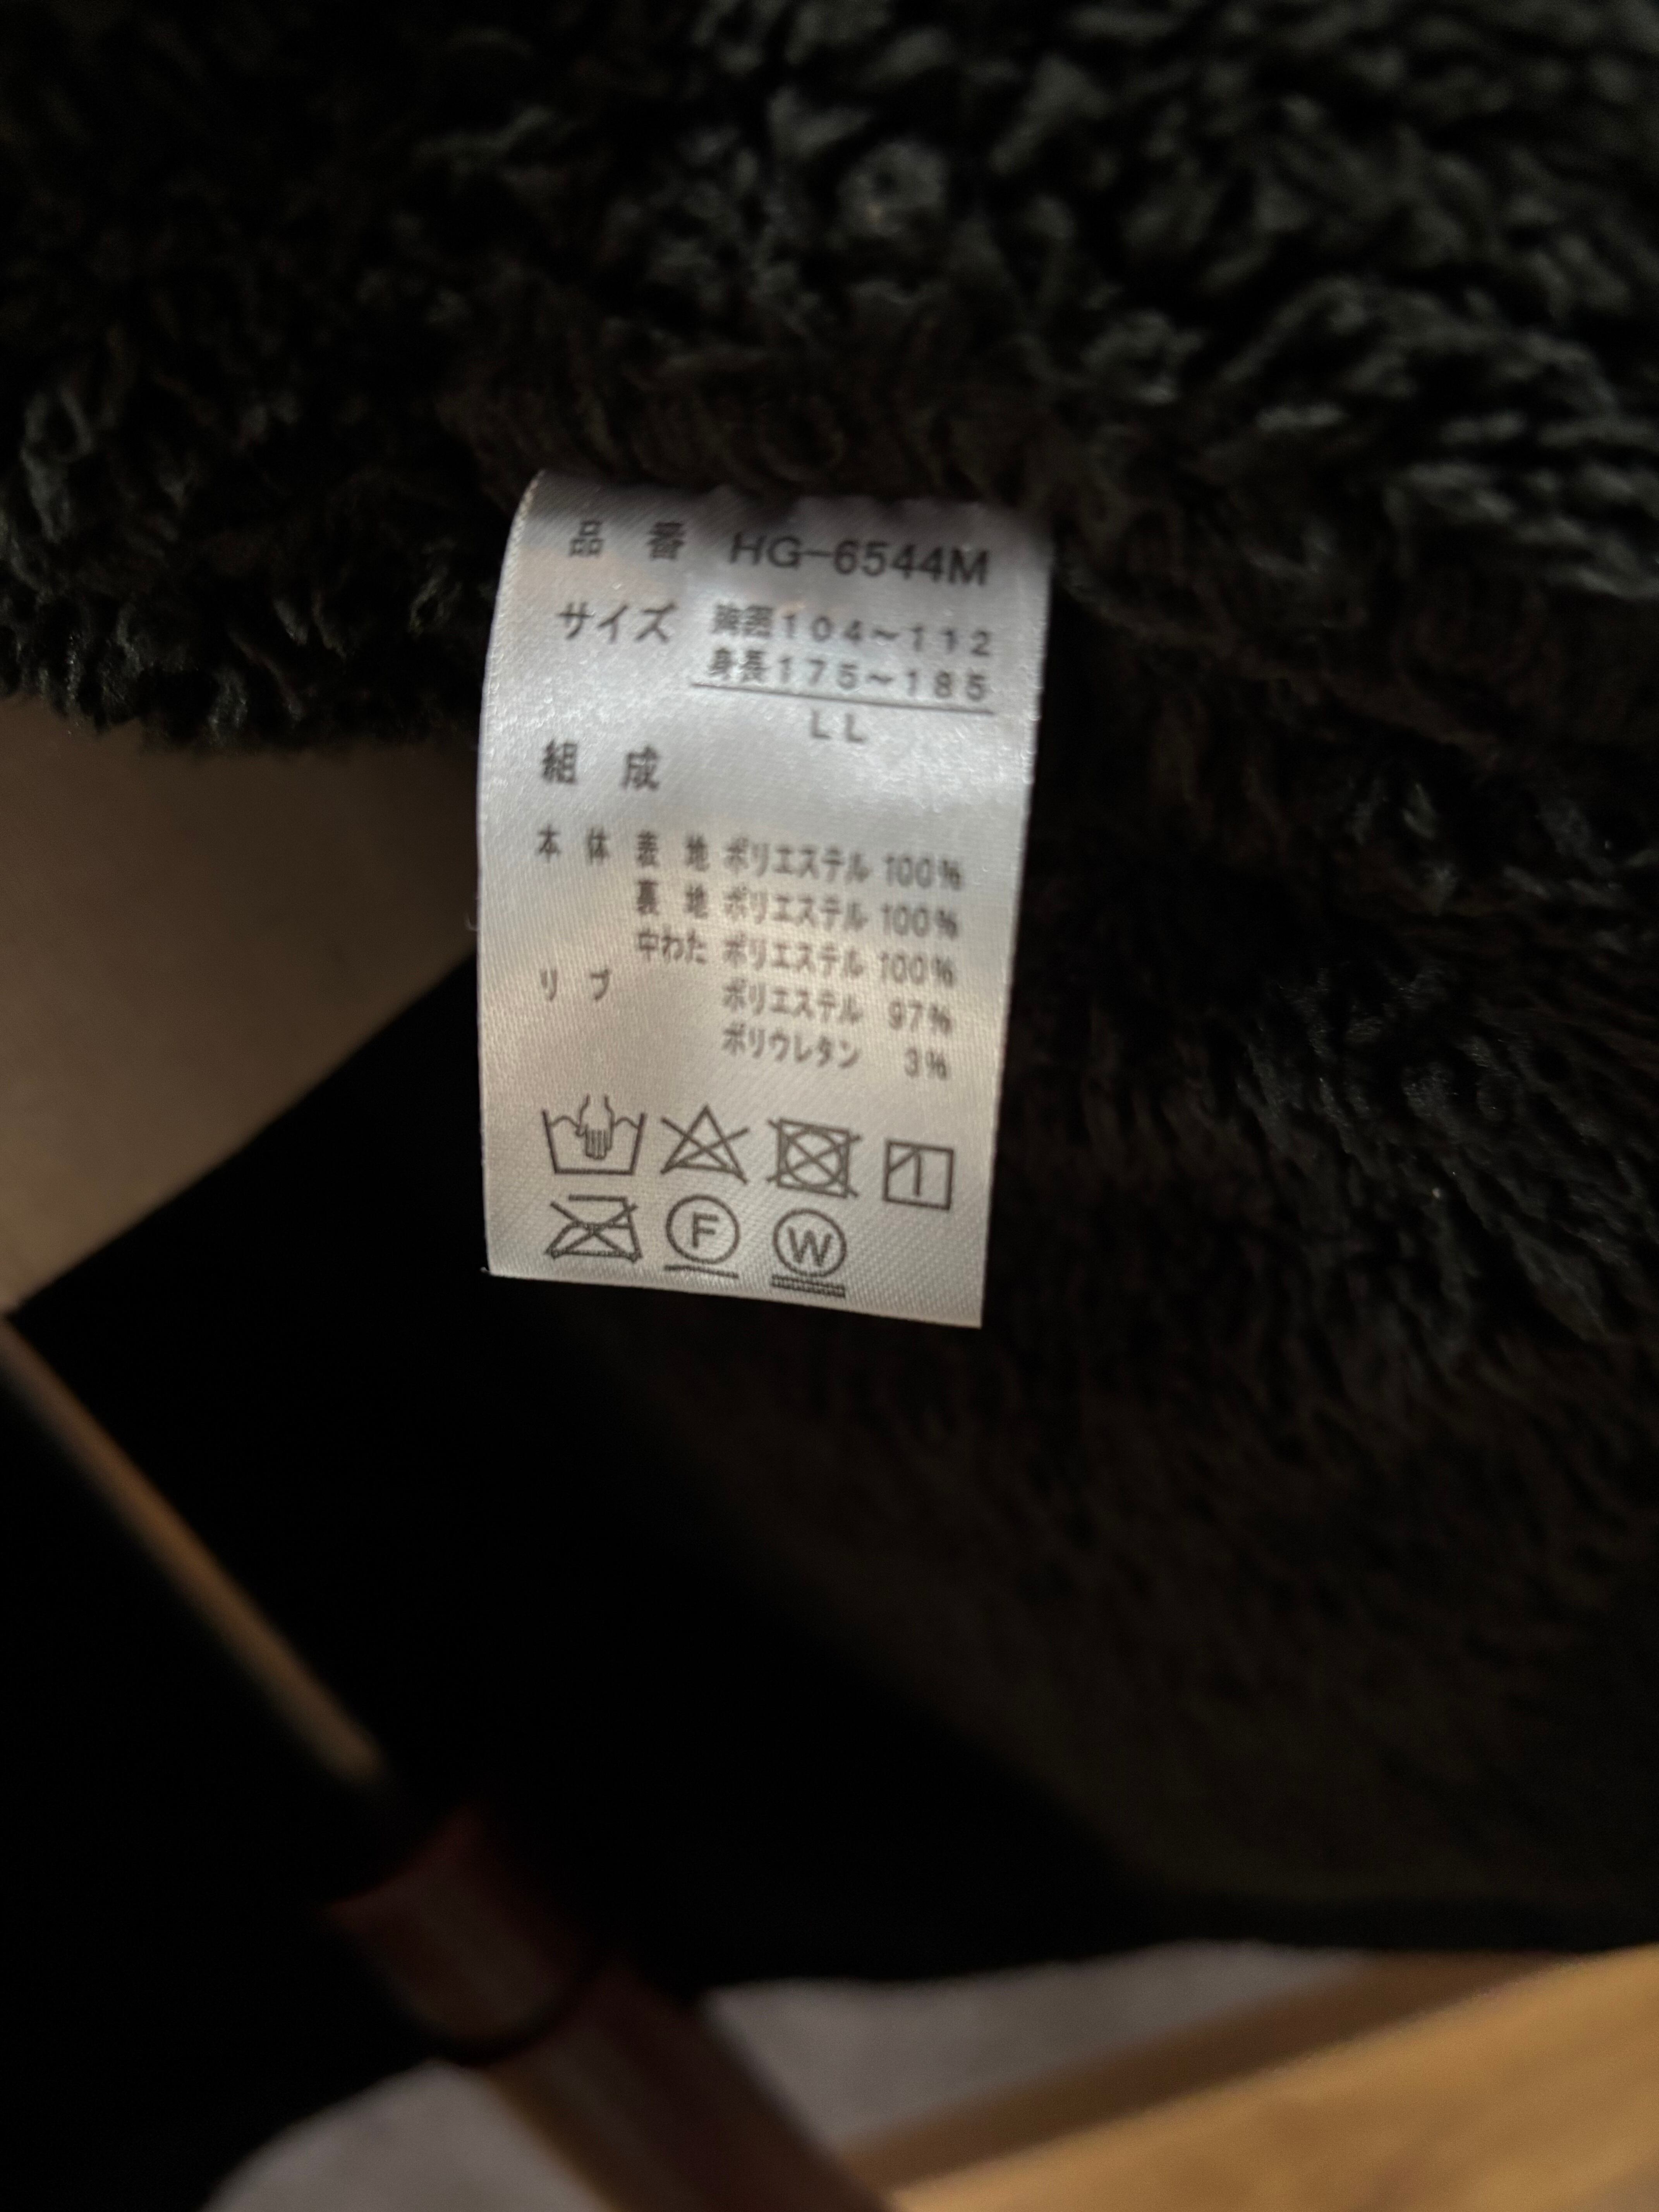 品 番 HG-6544M
サイズ 胸囲104～112
身長175～185
LL
組 成
本 体 表 地 ポリエステル 100%
裏 地 ポリエステル 100%
中わた ポリエステル 100%
リ ブ ポリエステル 97%
ポリウレタン 3%
F W